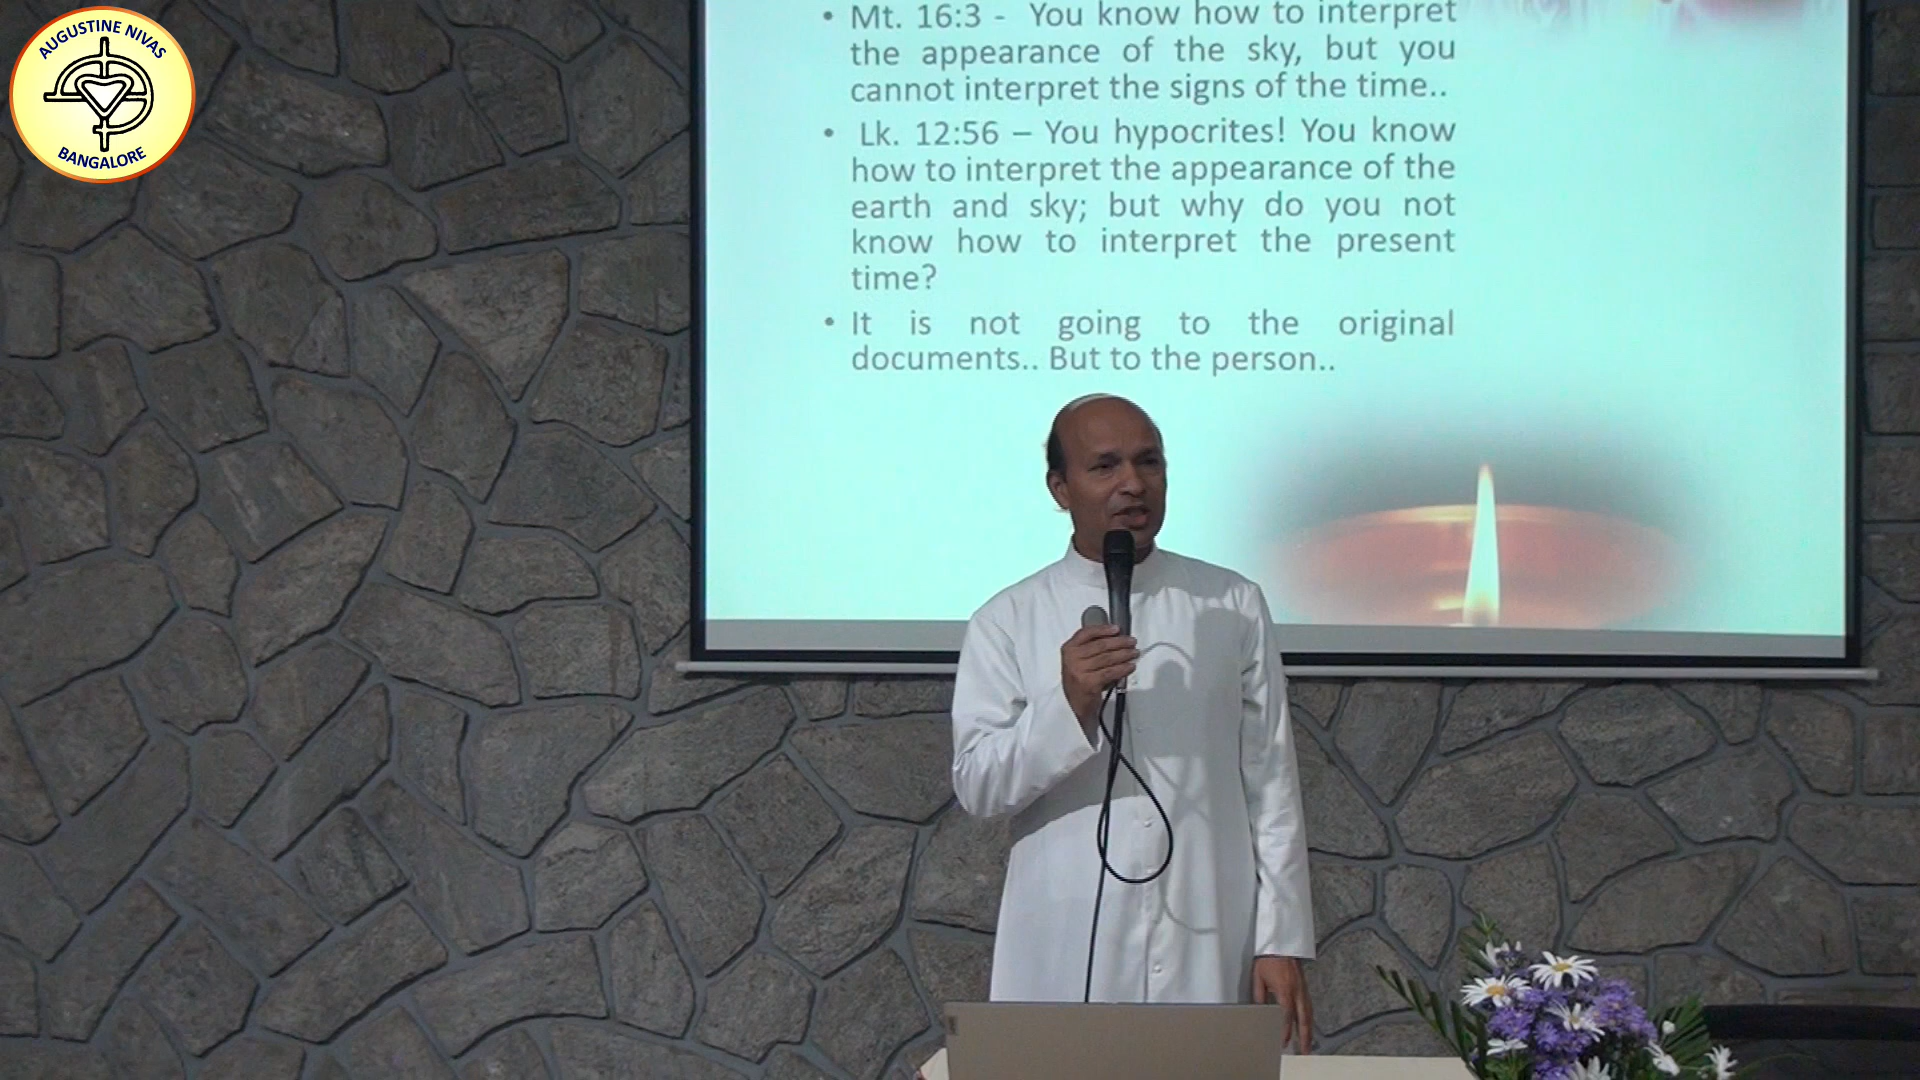 AUGUSTINE NIVAS
BANGALORE
• Mt. 16:3 - You know how to interpret
the appearance of the sky, but you
cannot interpret the signs of the time..
• Lk. 12:56 – You hypocrites! You know
how to interpret the appearance of the
earth and sky; but why do you not
know how to interpret the present
time?
• It is not going to the original
documents.. But to the person..